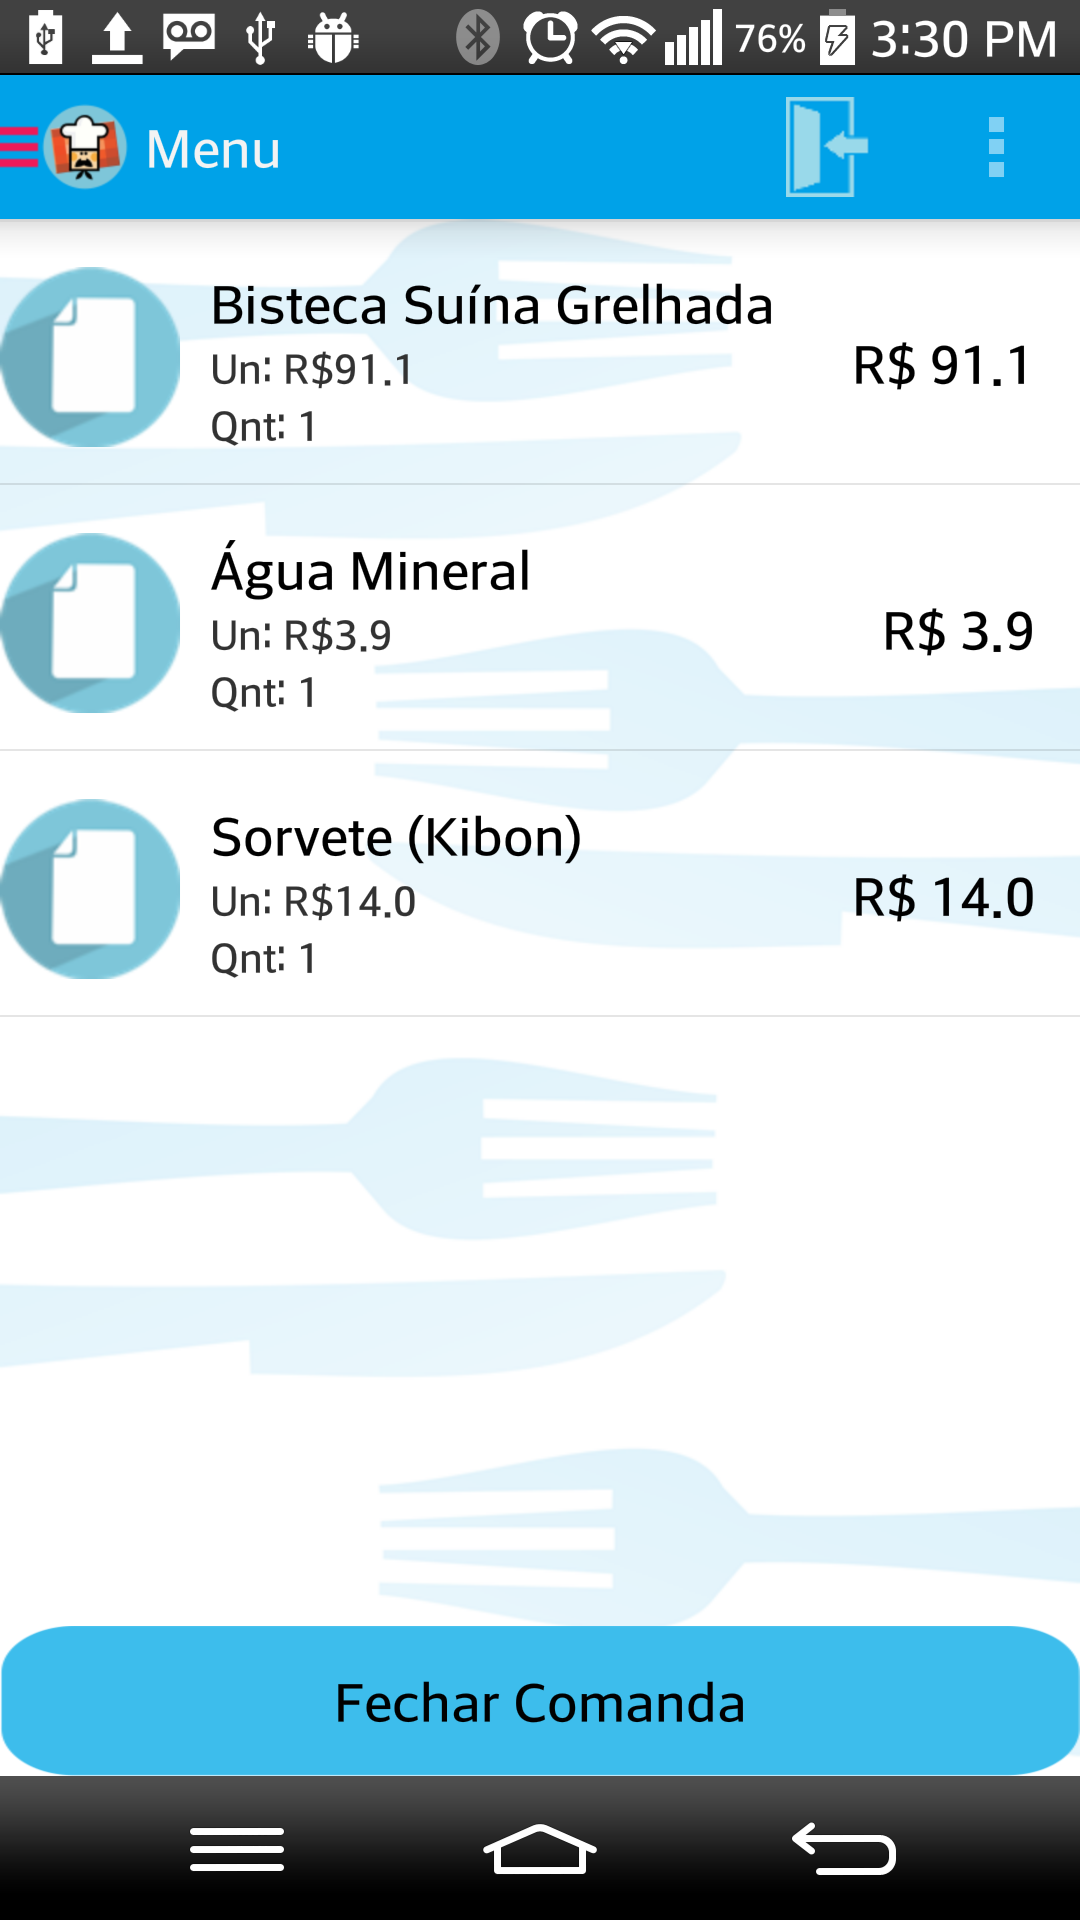 76% 3:30 PM
Menu
Bisteca Suína Grelhada
Un: R$91.1
R$ 91.1
Qnt: 1
Água Mineral
Un: R$3.9
R$ 3.9
Qnt: 1
Sorvete (Kibon)
Un: R$14.0
R$ 14.0
Qnt: 1
Fechar Comanda